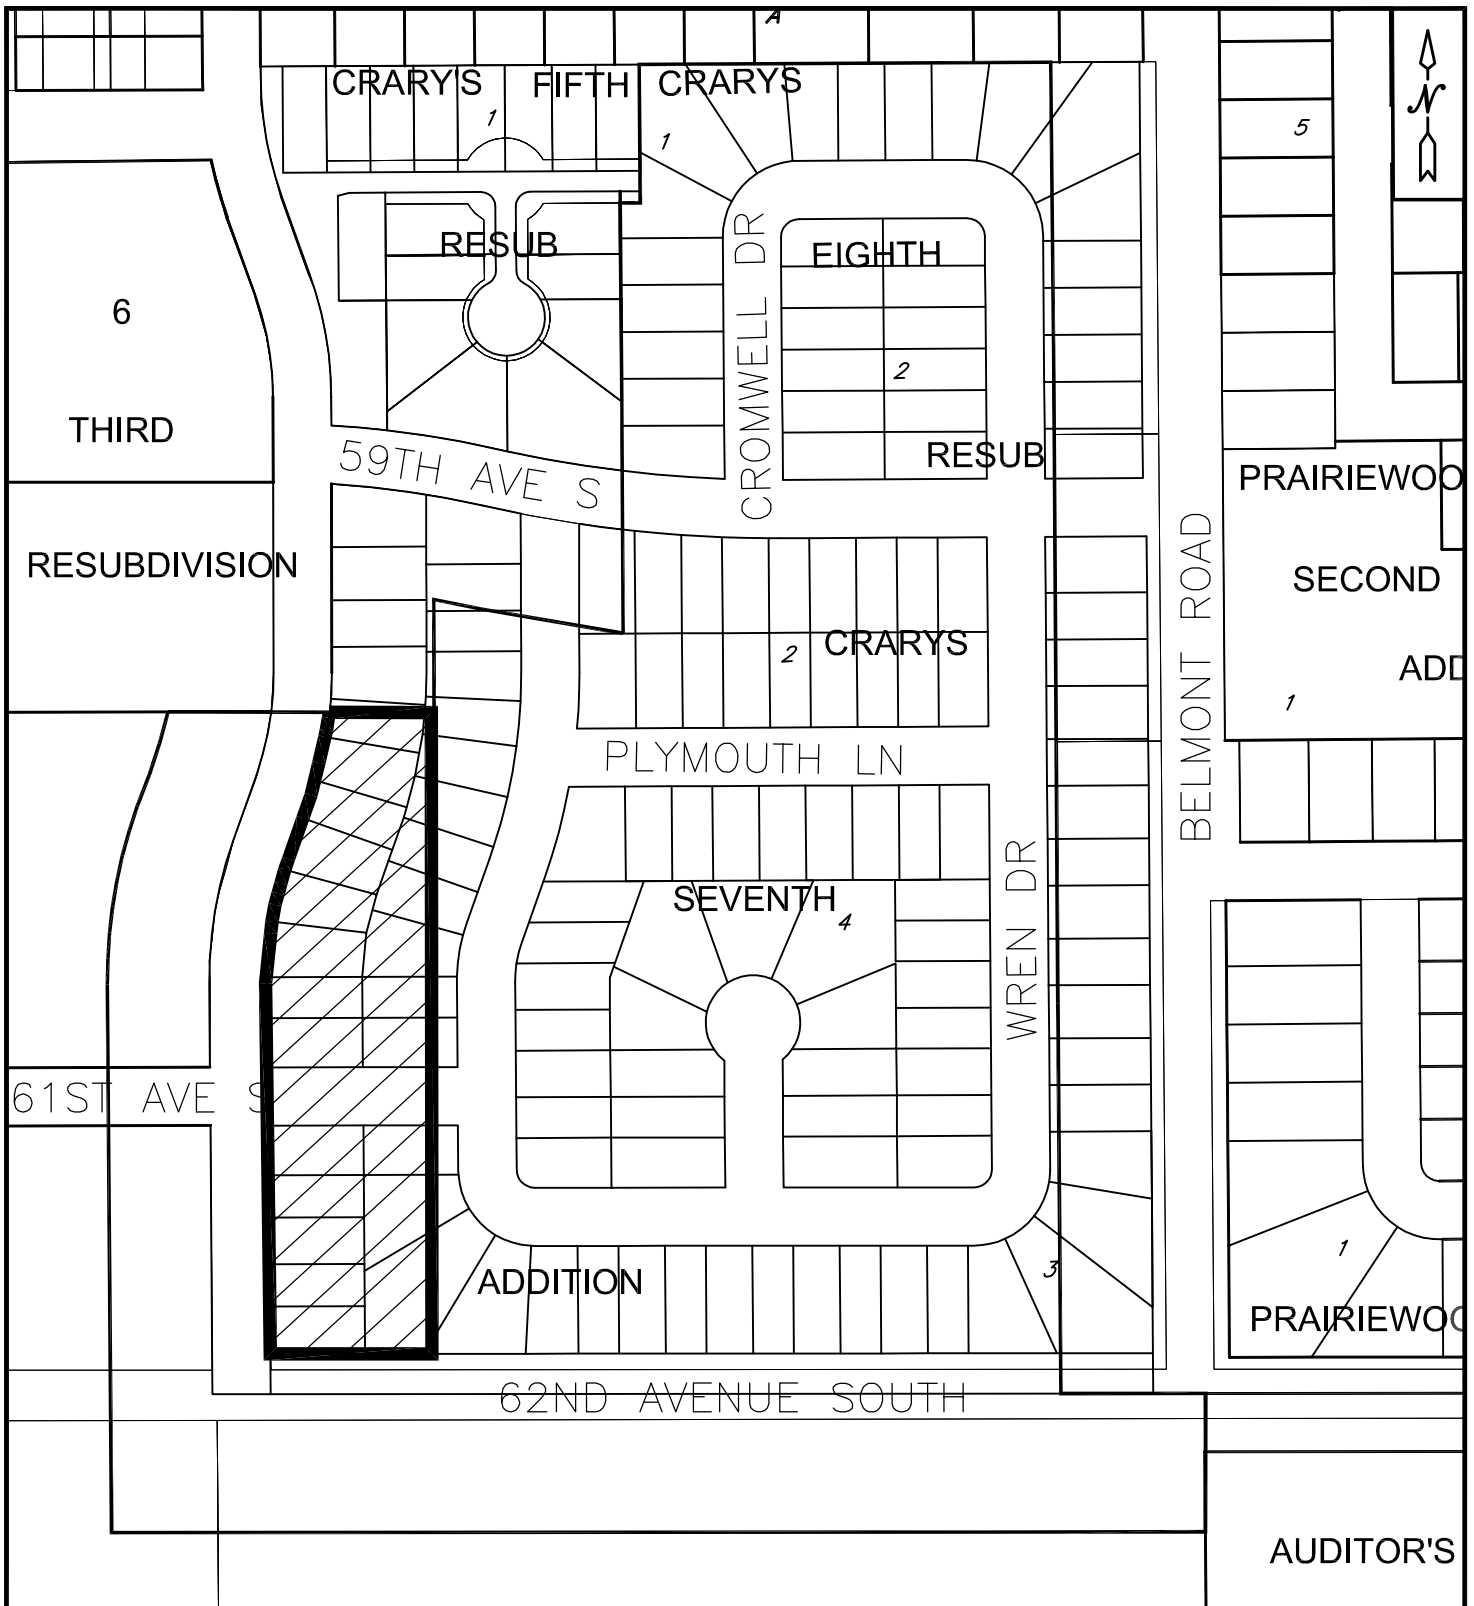 A
CRARY'S FIFTH CRARYS
1
1
5
N
RESUB
EIGHTH
CROMWELL DR
6
2
THIRD
59TH AVE S
RESUB
PRAIRIEWOO
RESUBDIVISION
SECOND
BELMONT ROAD
2
CRARYS
ADD
1
PLYMOUTH LN
SEVENTH
4
WREN DR
61ST AVE S
1
3
ADDITION
PRAIRIEWOO
62ND AVENUE SOUTH
AUDITOR'S